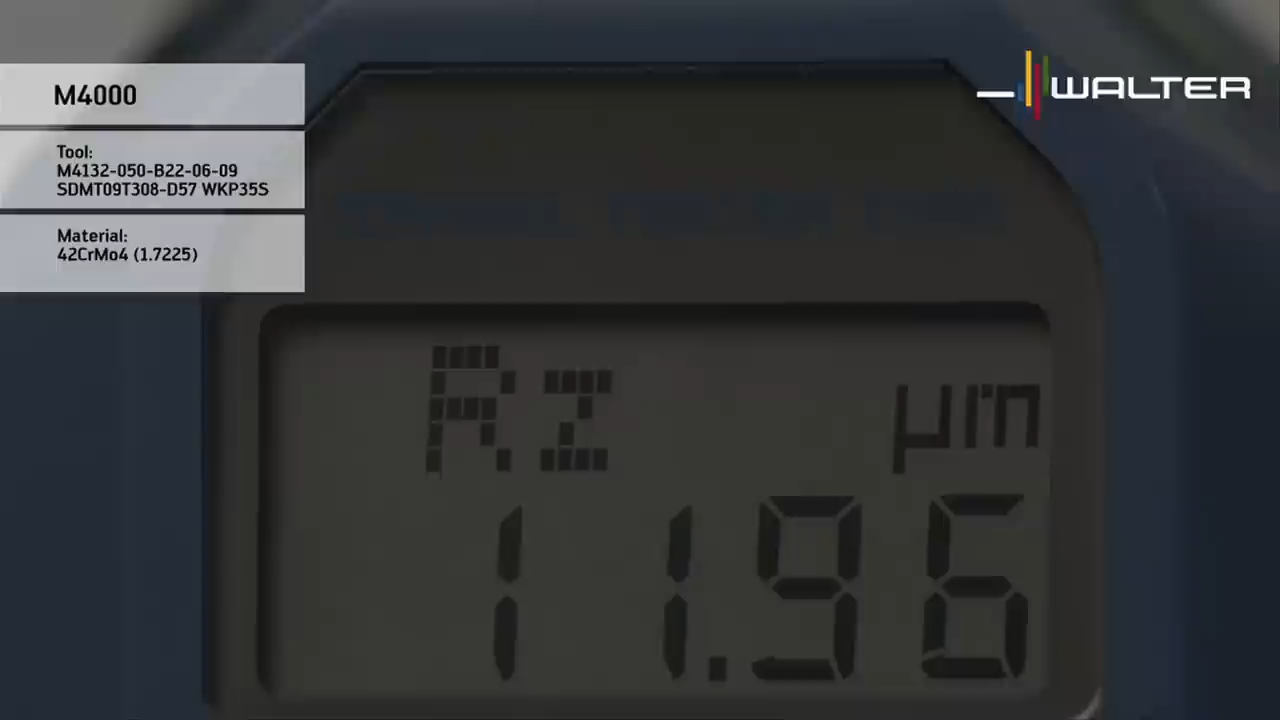 M4000
WALTER
Tool:
M4132-050-B22-06-09
SDMT09T308-D57 WKP35S
Material:
42CrMo4 (1.7225)
Rz µm
11.96